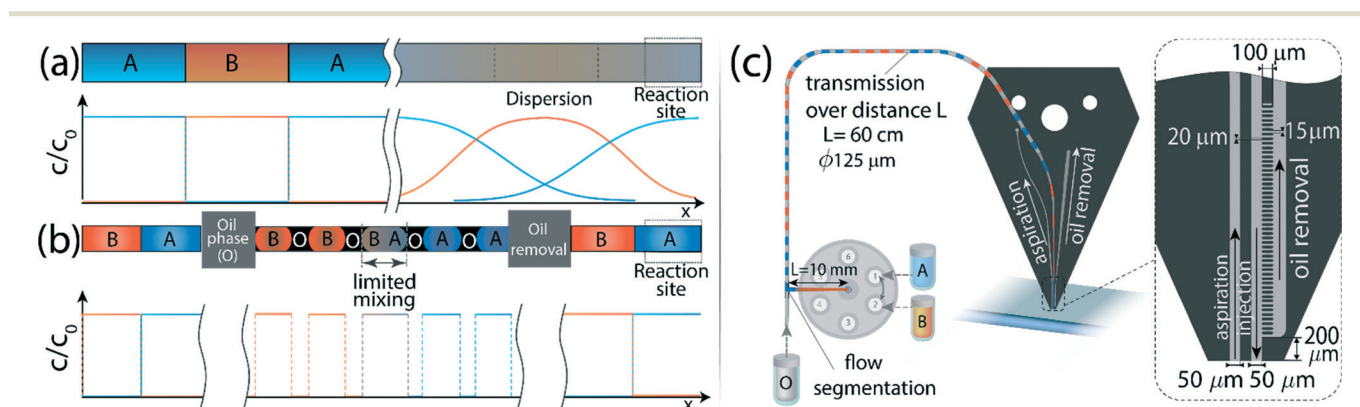 (a)
A B A
Dispersion
Reaction
site
c/c0
x
(b)
B A
Oil
phase
(O)
B O B O B A O A O A
Oil
removal
B A
Reaction
site
limited
mixing
c/c0
x
(c)
transmission
over distance L
L= 60 cm
ϕ125 μm
aspiration
oil removal
L=10 mm
6
1
2
3
4
A
B
O
flow
segmentation
100 μm
20 μm
15μm
aspiration
injection
oil removal
200
μm
50 μm
50 μm